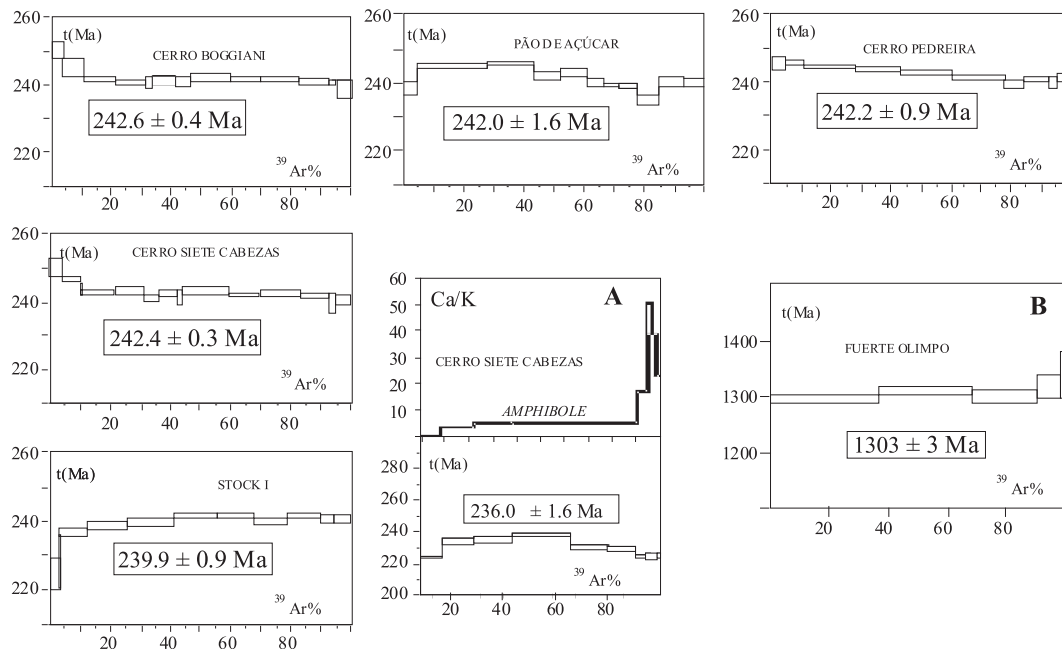 260
t(Ma)
CERRO BOGGIANI
240
242.6 ± 0.4 Ma
220
39 Ar%
20 40 60 80
260
t(Ma)
PÃO DE AÇÚCAR
240
242.0 ± 1.6 Ma
220
39 Ar%
20 40 60 80
260
t(Ma)
CERRO PEDREIRA
240
242.2 ± 0.9 Ma
220
39 Ar%
20 40 60 80
260
t(Ma)
CERRO SIETE CABEZAS
240
242.4 ± 0.3 Ma
220
39 Ar%
20 40 60 80
60
Ca/K
A
50
40
30
CERRO SIETE CABEZAS
20
AMPHIBOLE
10
280
t(Ma)
260
236.0 ± 1.6 Ma
240
220
39 Ar%
200
20 40 60 80
B
t(Ma)
1400
FUERTE OLIMPO
1300
1303 ± 3 Ma
1200
39 Ar%
20 40 60 80
260
t(Ma)
STOCK I
240
239.9 ± 0.9 Ma
220
39 Ar%
20 40 60 80